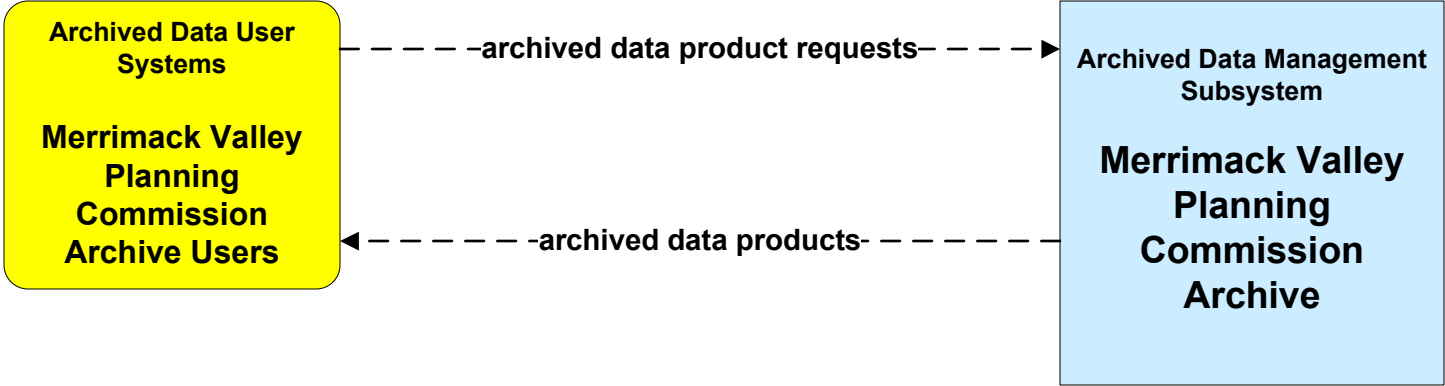 Archived Data User
Systems
Merrimack Valley
Planning
Commission
Archive Users
archived data product requests
archived data products
Archived Data Management
Subsystem
Merrimack Valley
Planning
Commission
Archive